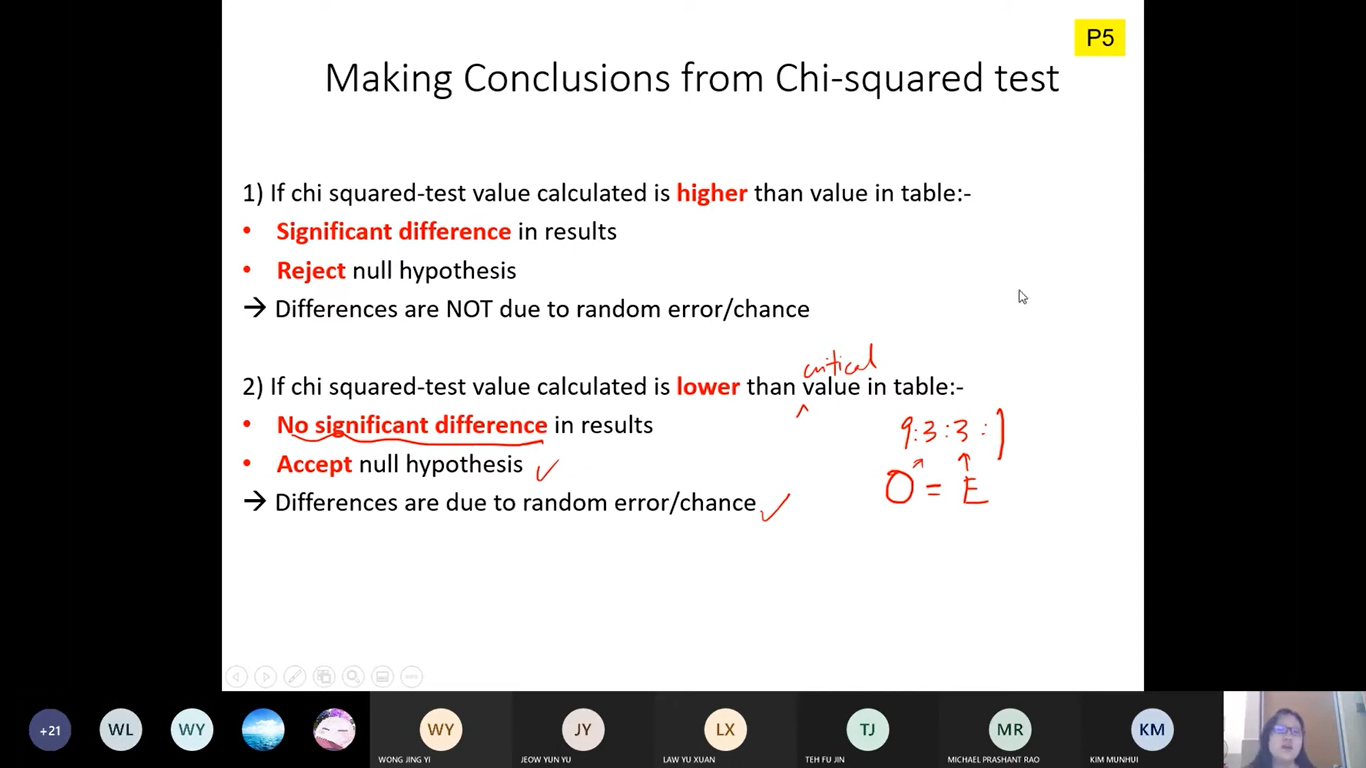 P5
Making Conclusions from Chi-squared test
1) If chi squared-test value calculated is higher than value in table:-
• Significant difference in results
• Reject null hypothesis
→ Differences are NOT due to random error/chance
critical
2) If chi squared-test value calculated is lower than value in table:-
^
• No significant difference in results
9:3:3:1
• Accept null hypothesis ✓
→ Differences are due to random error/chance ✓
O = E
+21
WL
WY
WY
JY
LX
TJ
MR
KM
WONG JING YI
JEOW YUN YU
LAW YU XUAN
TEH FU JIN
MICHAEL PRASHANT RAO
KIM MUNHUI